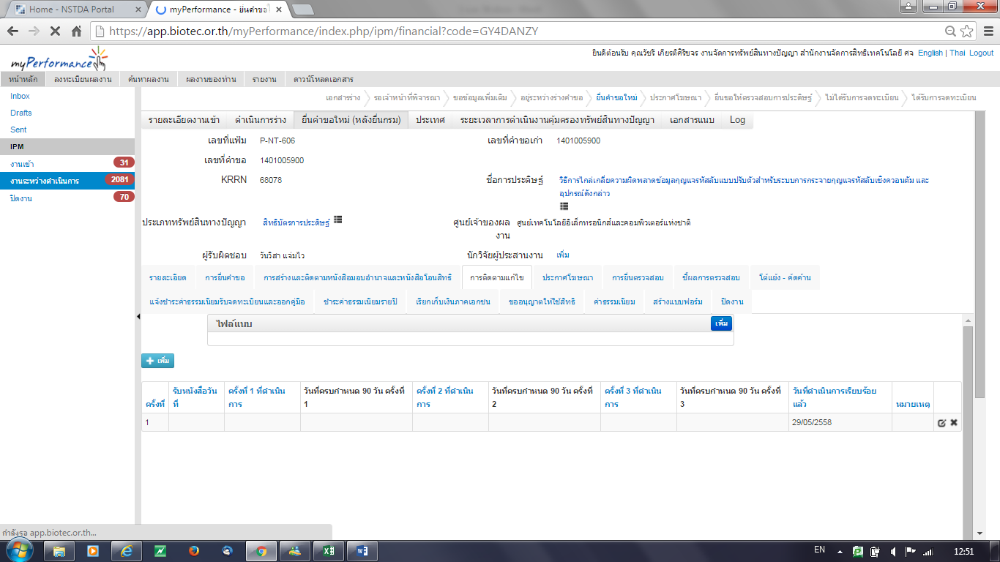 Home - NSTDA Portal
myPerformance - ยื่นคำขอใ
https://app.biotec.or.th/myPerformance/index.php/ipm/financial?code=GY4DANZY
myPerformance
ยินดีต้อนรับ คุณวัชรี เกียรติศิริขจร งานจัดการทรัพย์สินทางปัญญา สำนักงานจัดการสิทธิเทคโนโลยี ศจ English | Thai Logout
หน้าหลัก ลงทะเบียนผลงาน ค้นหาผลงาน ผลงานของท่าน รายงาน ดาวน์โหลดเอกสาร
Inbox
Drafts
Sent
IPM
งานเข้า 31
งานระหว่างดำเนินการ 2081
ปิดงาน 70
เอกสารร่าง รอเจ้าหน้าที่พิจารณา ขอข้อมูลเพิ่มเติม อยู่ระหว่างร่างคำขอ ยื่นคำขอใหม่ ประกาศโฆษณา ยื่นขอให้ตรวจสอบการประดิษฐ์ ไม่ได้รับการจดทะเบียน ได้รับการจดทะเบียน
รายละเอียดงานเข้า ดำเนินการร่าง ยื่นคำขอใหม่ (หลังยื่นกรม) ประเทศ ระยะเวลาการดำเนินงานคุ้มครองทรัพย์สินทางปัญญา เอกสารแนบ Log
เลขที่แฟ้ม P-NT-606 เลขที่คำขอเก่า 1401005900
เลขที่คำขอ 1401005900
KRRN 68078 ชื่อการประดิษฐ์ วิธีการไกล่เกลี่ยความผิดพลาดข้อมูลกุญแจรหัสลับแบบปรับตัวสำหรับระบบการกระจายกุญแจรหัสลับเชิงควอนตัม และ
อุปกรณ์ดังกล่าว
ประเภททรัพย์สินทางปัญญา สิทธิบัตรการประดิษฐ์ ศูนย์เจ้าของผล ศูนย์เทคโนโลยีอิเล็กทรอนิกส์และคอมพิวเตอร์แห่งชาติ
งาน
ผู้รับผิดชอบ วันวิสา แจ่มไว นักวิจัยผู้ประสานงาน เพิ่ม
รายละเอียด การยื่นคำขอ การสร้างและติดตามหนังสือมอบอำนาจและหนังสือโอนสิทธิ การติดตามแก้ไข ประกาศโฆษณา การยื่นตรวจสอบ ชี้ผลการตรวจสอบ โต้แย้ง - คัดค้าน
แจ้งชำระค่าธรรมเนียมรับจดทะเบียนและออกคู่มือ ชำระค่าธรรมเนียมรายปี เรียกเก็บเงินภาคเอกชน ขออนุญาตให้ใช้สิทธิ ค่าธรรมเนียม สร้างแบบฟอร์ม ปิดงาน
ไฟล์แนบ เพิ่ม
เพิ่ม
ครั้งที่ รับหนังสือวันที่ ครั้งที่ 1 ที่ดำเนินการ วันที่ครบกำหนด 90 วัน ครั้งที่ 1 ครั้งที่ 2 ที่ดำเนินการ วันที่ครบกำหนด 90 วัน ครั้งที่ 2 ครั้งที่ 3 ที่ดำเนินการ วันที่ครบกำหนด 90 วัน ครั้งที่ 3 วันที่ดำเนินการเรียบร้อยแล้ว หมายเหตุ
1 29/05/2558
กำลังรอ app.biotec.or.th...
EN 12:51